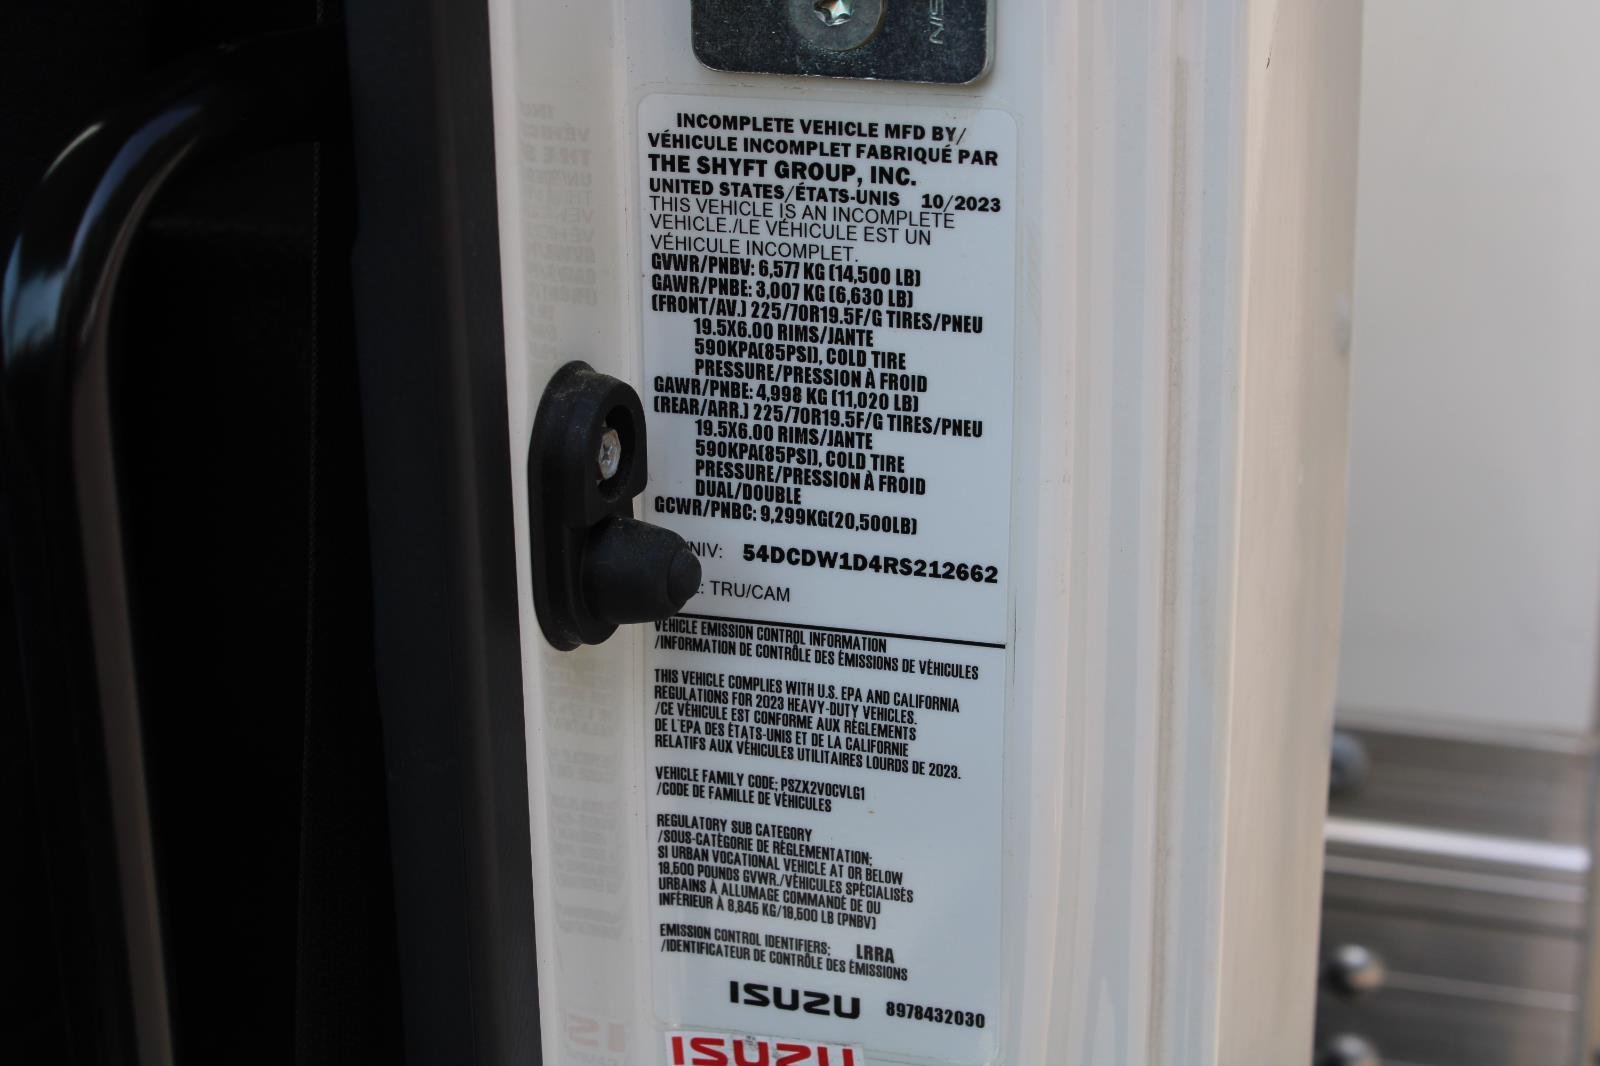 NIS
INCOMPLETE VEHICLE MFD BY/
VÉHICULE INCOMPLET FABRIQUÉ PAR
THE SHYFT GROUP, INC.
UNITED STATES/ÉTATS-UNIS 10/2023
THIS VEHICLE IS AN INCOMPLETE
VEHICLE./LE VÉHICULE EST UN
VÉHICULE INCOMPLET.
GVWR/PNBV: 6,577 KG (14,500 LB)
GAWR/PNBE: 3,007 KG (6,630 LB)
(FRONT/AV.) 225/70R19.5F/G TIRES/PNEU
19.5X6.00 RIMS/JANTE
590KPA(85PSI), COLD TIRE
PRESSURE/PRESSION À FROID
GAWR/PNBE: 4,998 KG (11,020 LB)
(REAR/ARR.) 225/70R19.5F/G TIRES/PNEU
19.5X6.00 RIMS/JANTE
590KPA(85PSI), COLD TIRE
PRESSURE/PRESSION À FROID
DUAL/DOUBLE
GCWR/PNBC: 9,299KG(20,500LB)
/NIV: 54DCDW1D4RS212662
: TRU/CAM
VEHICLE EMISSION CONTROL INFORMATION
/INFORMATION DE CONTRÔLE DES ÉMISSIONS DE VÉHICULES
THIS VEHICLE COMPLIES WITH U.S. EPA AND CALIFORNIA
REGULATIONS FOR 2023 HEAVY-DUTY VEHICLES.
/CE VÉHICULE EST CONFORME AUX RÈGLEMENTS
DE L'EPA DES ÉTATS-UNIS ET DE LA CALIFORNIE
RELATIFS AUX VÉHICULES UTILITAIRES LOURDS DE 2023.
VEHICLE FAMILY CODE: PSZX2VOCVLG1
/CODE DE FAMILLE DE VÉHICULES
REGULATORY SUB CATEGORY
/SOUS-CATÉGORIE DE RÈGLEMENTATION:
SI URBAN VOCATIONAL VEHICLE AT OR BELOW
19,500 POUNDS GVWR./VÉHICULES SPÉCIALISÉS
URBAINS À ALLUMAGE COMMANDÉ DE OU
INFÉRIEUR À 8,845 KG/19,500 LB (PNBV)
EMISSION CONTROL IDENTIFIERS: LRRA
/IDENTIFICATEUR DE CONTRÔLE DES ÉMISSIONS
ISUZU 8978432030
ISUZU